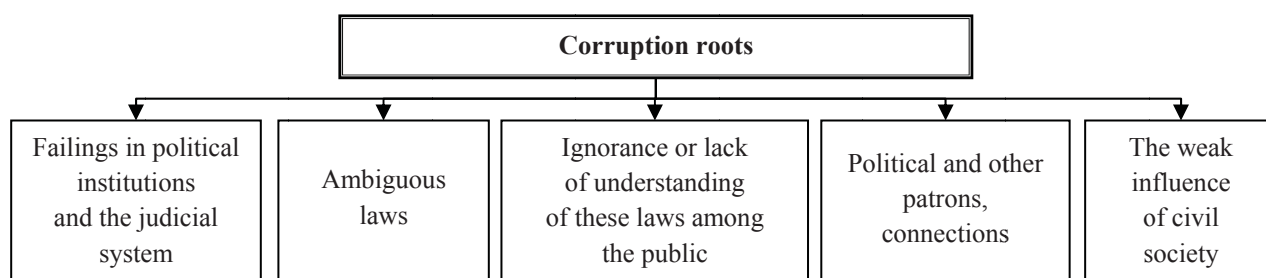 Corruption roots
Failings in political
institutions
and the judicial
system
Ambiguous
laws
Ignorance or lack
of understanding
of these laws among
the public
Political and other
patrons,
connections
The weak
influence
of civil
society